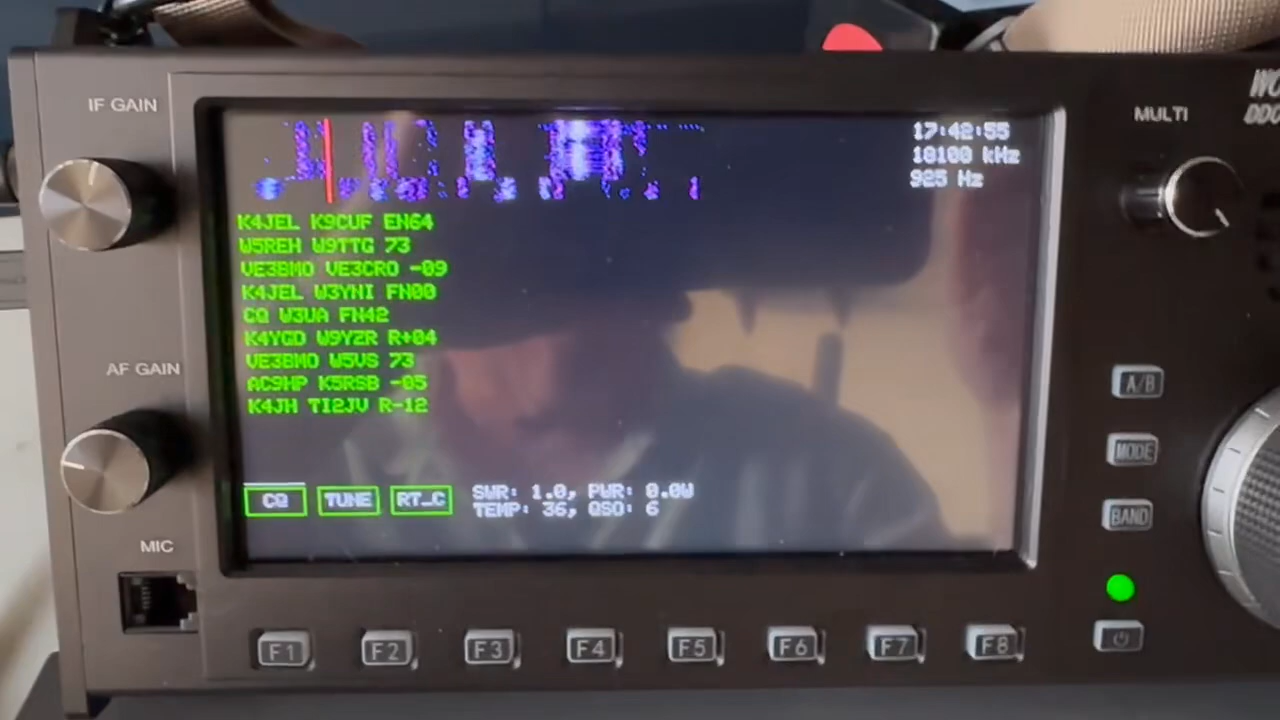 IF GAIN
AF GAIN
MIC
17:42:55
18100 kHz
925 Hz
K4JEL K9CUF EN64
W5REH W9TTG 73
VE3BMO VE3CRO -09
K4JEL W3YNI FN00
CQ W3UA FN42
K4YGD W9YZR R+04
VE3BMO W5VS 73
AC9HP K5RSB -05
K4JH TI2JV R-12
CQ TUNE RT_C
SWR: 1.0, PWR: 0.0W
TEMP: 36, QSO: 6
MULTI
A/B
MODE
BAND
F1 F2 F3 F4 F5 F6 F7 F8